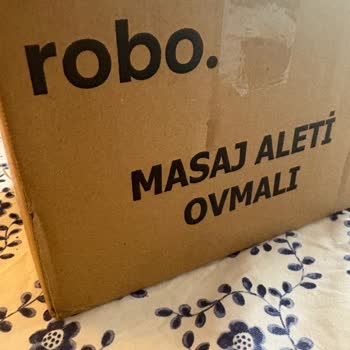 robo.
MASAJ ALETİ
OVMALI